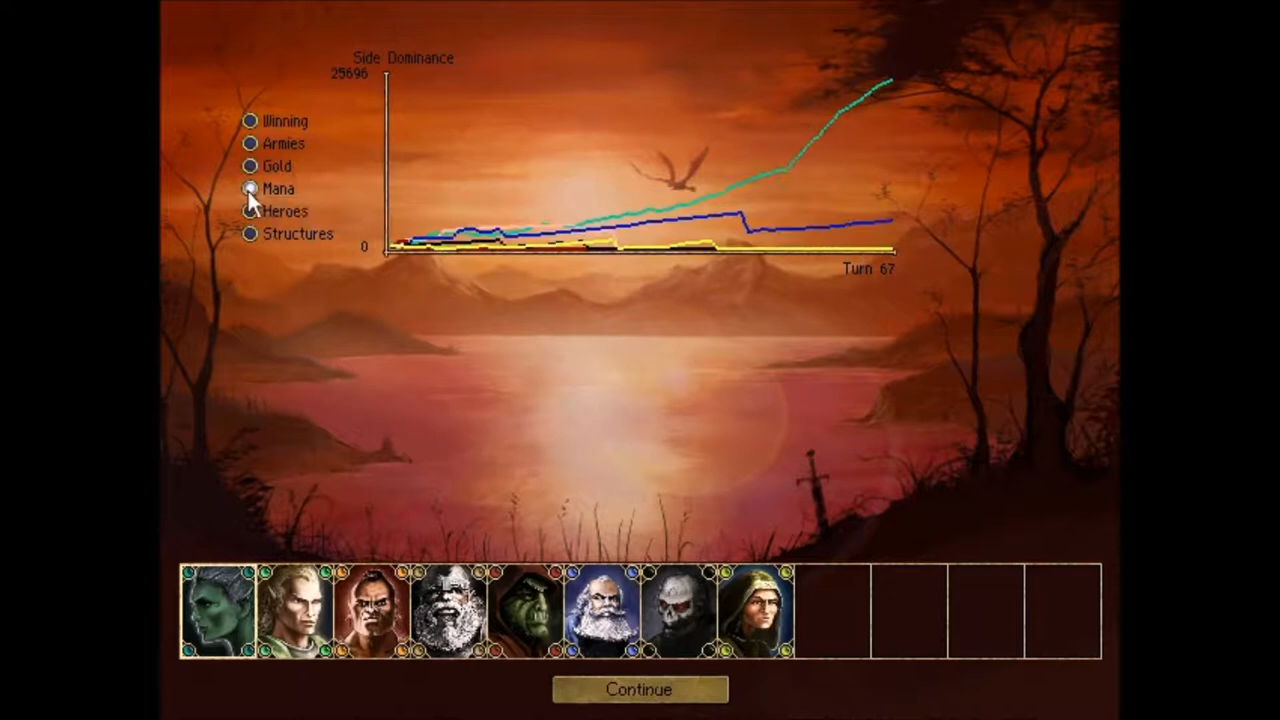 Side Dominance
25696
Winning
Armies
Gold
Mana
Heroes
Structures
0
Turn 67
Continue